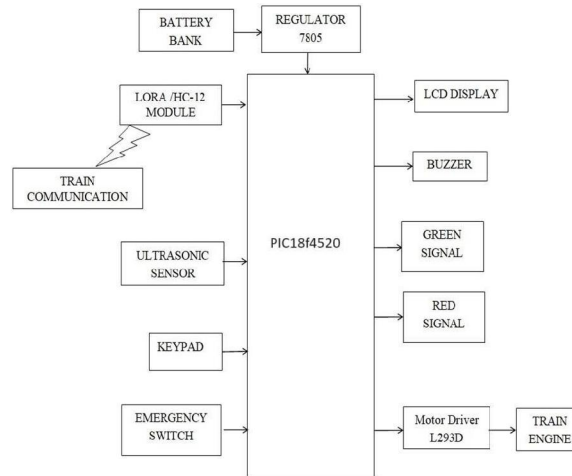 BATTERY
BANK
REGULATOR
7805
LORA /HC-12
MODULE
TRAIN
COMMUNICATION
ULTRASONIC
SENSOR
KEYPAD
EMERGENCY
SWITCH
PIC18f4520
LCD DISPLAY
BUZZER
GREEN
SIGNAL
RED
SIGNAL
Motor Driver
L293D
TRAIN
ENGINE